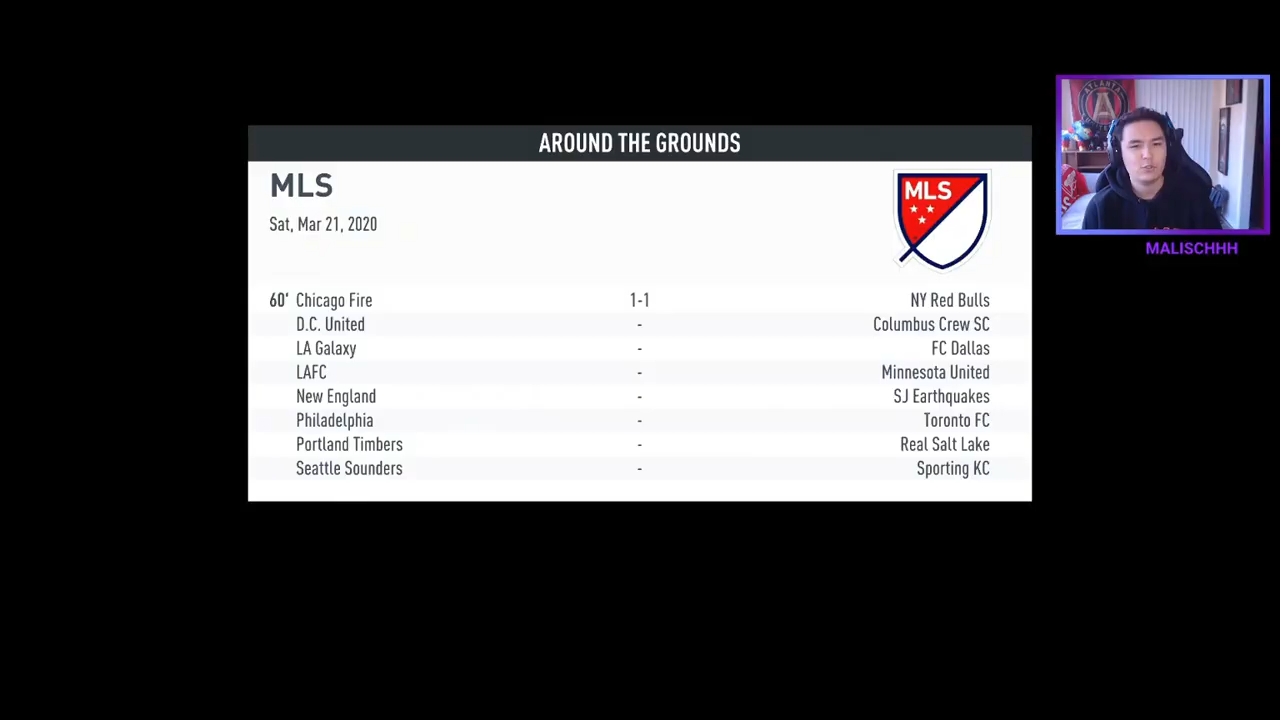 AROUND THE GROUNDS
MLS
MLS
Sat, Mar 21, 2020
60' Chicago Fire 1-1 NY Red Bulls
D.C. United - Columbus Crew SC
LA Galaxy - FC Dallas
LAFC - Minnesota United
New England - SJ Earthquakes
Philadelphia - Toronto FC
Portland Timbers - Real Salt Lake
Seattle Sounders - Sporting KC
ATLANTA
MALISCHHH